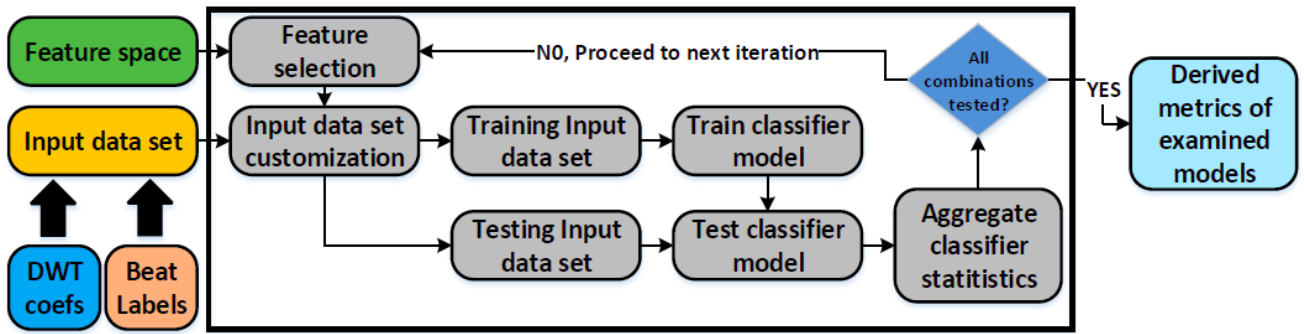 Feature space
Feature
selection
N0, Proceed to next iteration
All
combinations
tested?
YES
Derived
metrics of
examined
models
Input data set
Input data set
customization
Training Input
data set
Train classifier
model
Testing Input
data set
Test classifier
model
Aggregate
classifier
statitistics
DWT
coefs
Beat
Labels